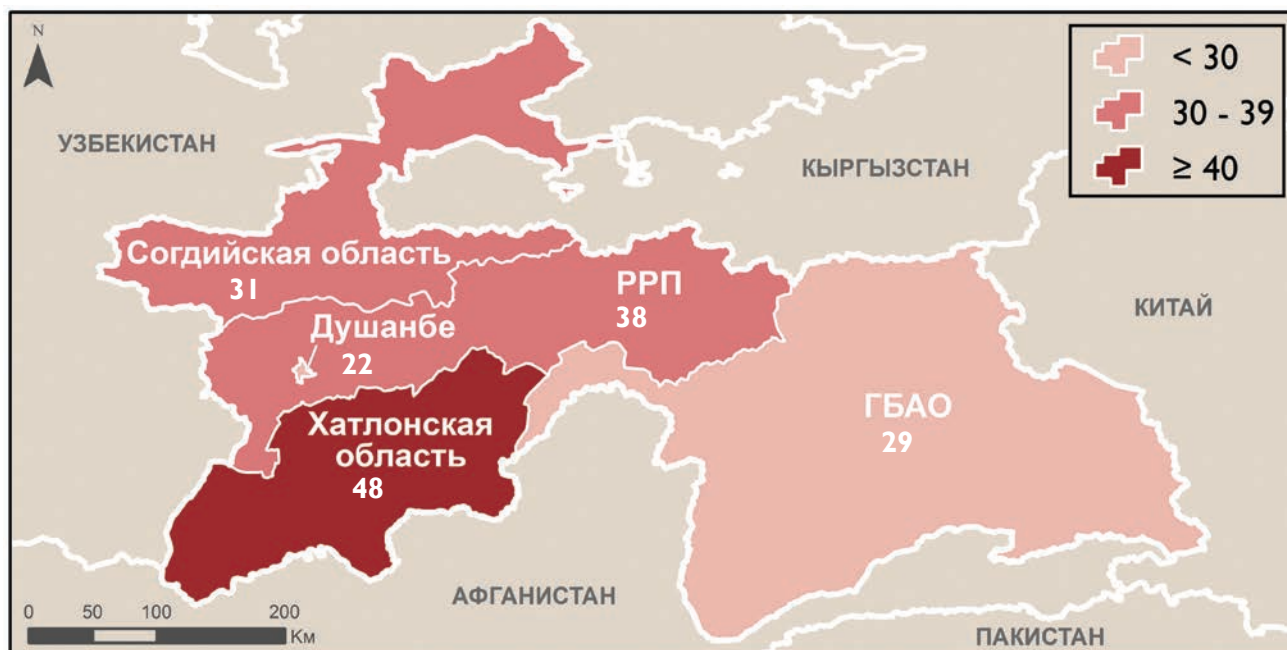 N
< 30
30 - 39
≥ 40
УЗБЕКИСТАН
КЫРГЫЗСТАН
КИТАЙ
Согдийская область
31
РРП
38
Душанбе
22
ГБАО
29
Хатлонская
область
48
АФГАНИСТАН
ПАКИСТАН
0 50 100 200
Км